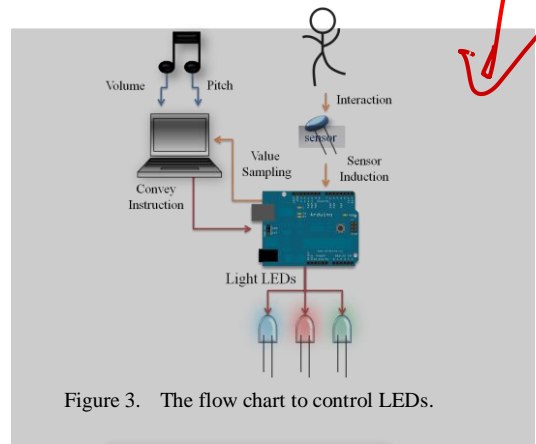 Volume
Pitch
Interaction
sensor
Value
Sampling
Sensor
Induction
Convey
Instruction
Arduino
Light LEDs
Figure 3. The flow chart to control LEDs.